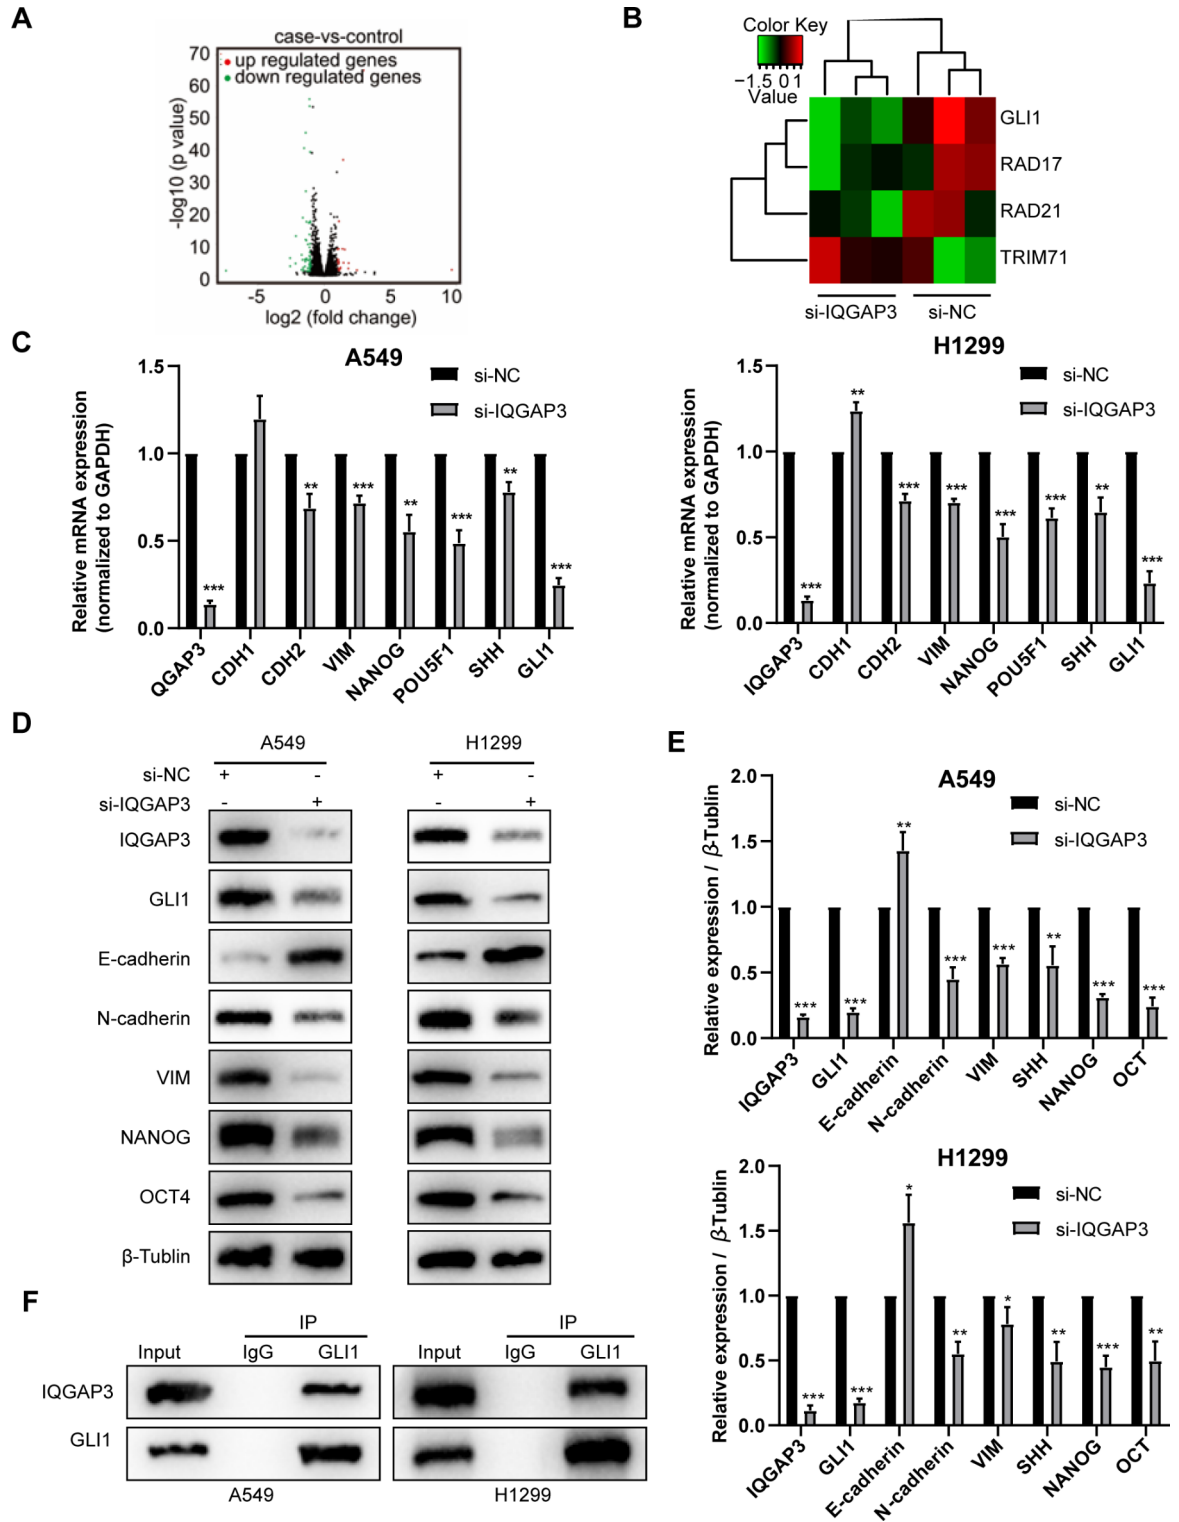 A
case-vs-control
up regulated genes
down regulated genes
70
60
50
40
30
20
10
0
-log10 (p value)
-5 0 5 10
log2 (fold change)
B
Color Key
−1.5 0 1
Value
GLI1
RAD17
RAD21
TRIM71
si-IQGAP3 si-NC
C
A549
si-NC
si-IQGAP3
Relative mRNA expression
(normalized to GAPDH)
1.5
1.0
0.5
0.0
*** ** *** ** *** ** ***
QGAP3 CDH1 CDH2 VIM NANOG POU5F1 SHH GLI1
H1299
si-NC
si-IQGAP3
Relative mRNA expression
(normalized to GAPDH)
1.5
1.0
0.5
0.0
*** ** *** *** *** *** ** ***
IQGAP3 CDH1 CDH2 VIM NANOG POU5F1 SHH GLI1
D
A549 H1299
si-NC + - + -
si-IQGAP3 - + - +
IQGAP3
GLI1
E-cadherin
N-cadherin
VIM
NANOG
OCT4
β-Tublin
E
A549
si-NC
si-IQGAP3
Relative expression / β-Tublin
2.0
1.5
1.0
0.5
0.0
*** *** ** *** *** ** *** ***
IQGAP3 GLI1 E-cadherin N-cadherin VIM SHH NANOG OCT
H1299
si-NC
si-IQGAP3
Relative expression / β-Tublin
2.0
1.5
1.0
0.5
0.0
*** *** * ** * ** *** **
IQGAP3 GLI1 E-cadherin N-cadherin VIM SHH NANOG OCT
F
IP IP
Input IgG GLI1 Input IgG GLI1
IQGAP3
GLI1
A549 H1299